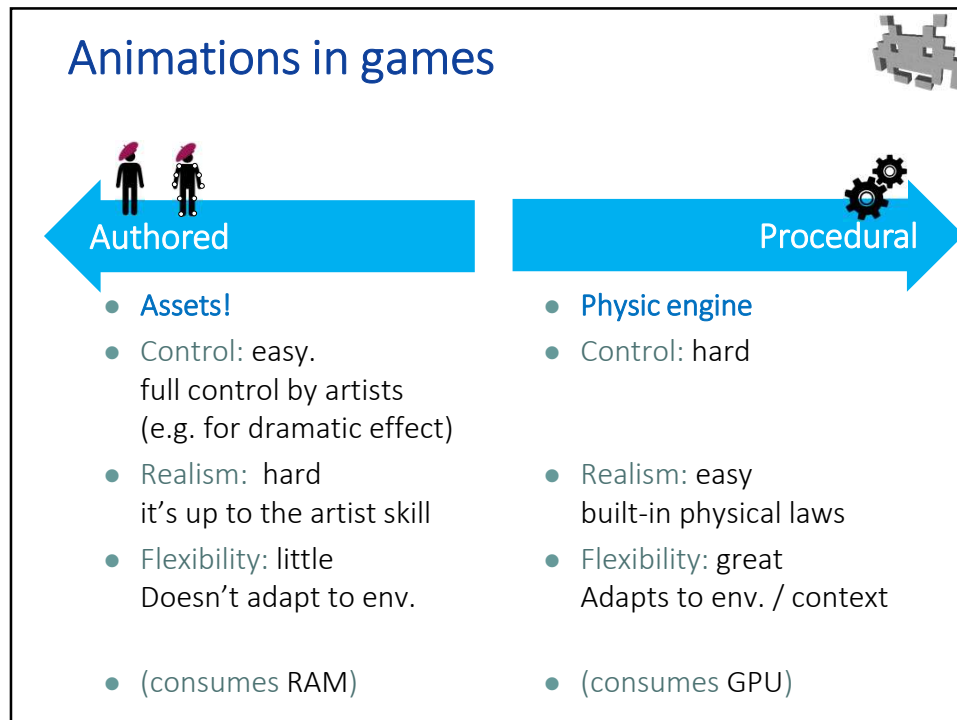 Animations in games
Authored
● Assets!
● Control: easy.
full control by artists
(e.g. for dramatic effect)
● Realism: hard
it's up to the artist skill
● Flexibility: little
Doesn't adapt to env.
● (consumes RAM)
Procedural
● Physic engine
● Control: hard
● Realism: easy
built-in physical laws
● Flexibility: great
Adapts to env. / context
● (consumes GPU)